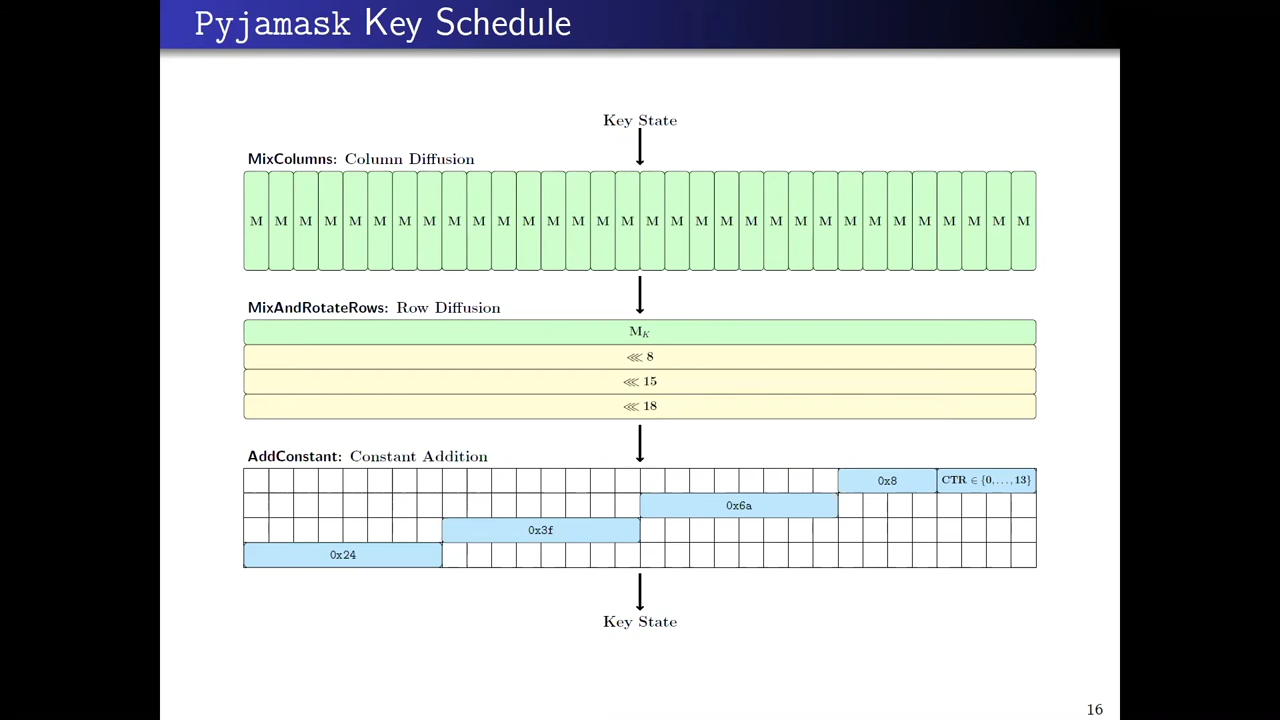 Pyjamask Key Schedule
Key State
MixColumns: Column Diffusion
M M M M M M M M M M M M M M M M M M M M M M M M M M M M M M M M
MixAndRotateRows: Row Diffusion
M_K
⋘ 8
⋘ 15
⋘ 18
AddConstant: Constant Addition
0x8 CTR ∈ {0,…,13}
0x6a
0x3f
0x24
Key State
16